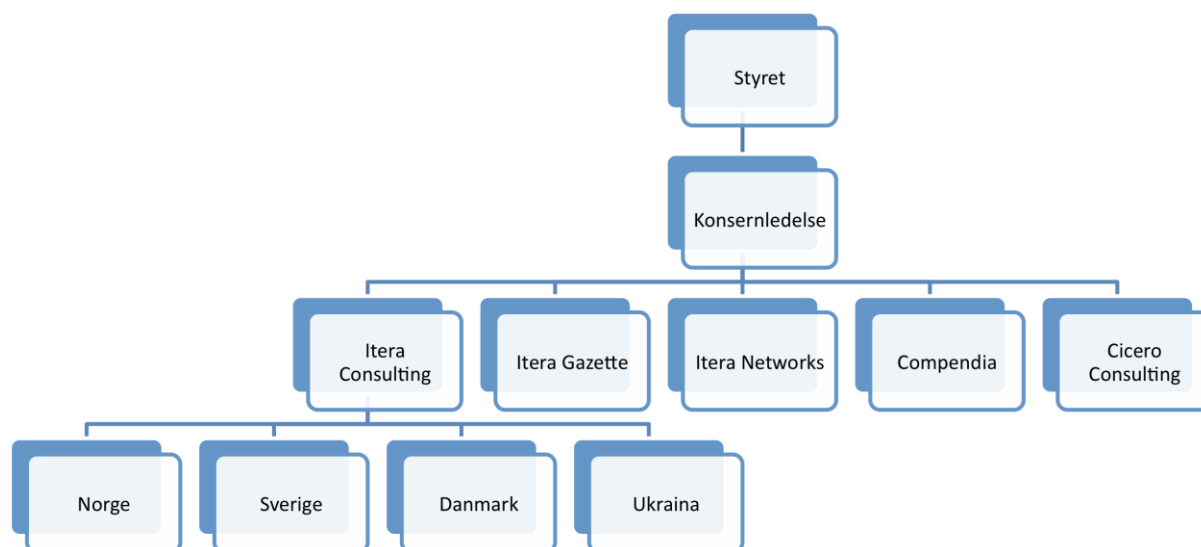 Styret
Konsernledelse
Itera
Consulting
Itera Gazette
Itera Networks
Compendia
Cicero
Consulting
Norge
Sverige
Danmark
Ukraina